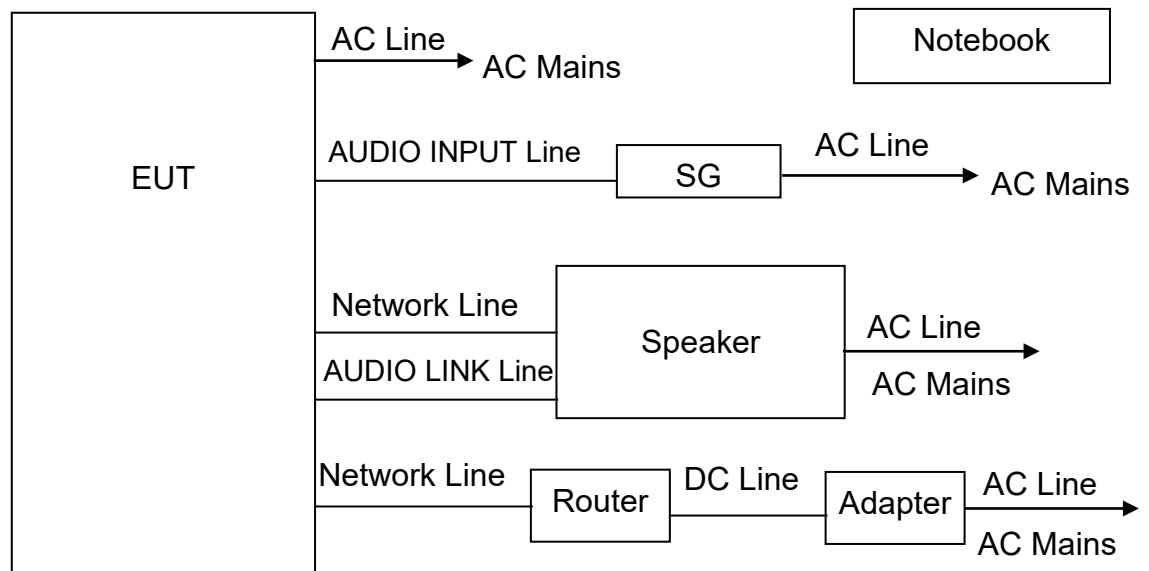 AC Line
AC Mains
Notebook
EUT
AUDIO INPUT Line
SG
AC Line
AC Mains
Network Line
AUDIO LINK Line
Speaker
AC Line
AC Mains
Network Line
Router
DC Line
Adapter
AC Line
AC Mains